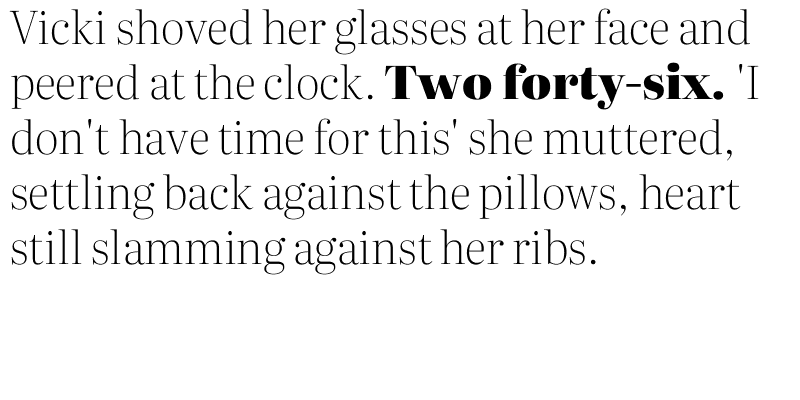 Vicki shoved her glasses at her face and
peered at the clock. Two forty-six. 'I
don't have time for this' she muttered,
settling back against the pillows, heart
still slamming against her ribs.